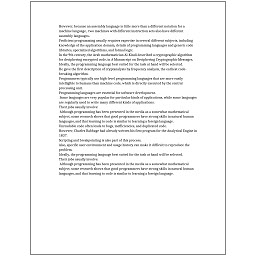 However, because an assembly language is little more than a different notation for a
machine language, two machines with different instruction sets also have different
assembly languages.
Proficient programming usually requires expertise in several different subjects, including
knowledge of the application domain, details of programming languages and generic code
libraries, specialized algorithms, and formal logic.
In the 9th century, the Arab mathematician Al-Kindi described a cryptographic algorithm
for deciphering encrypted code, in A Manuscript on Deciphering Cryptographic Messages.
Ideally, the programming language best suited for the task at hand will be selected.
He gave the first description of cryptanalysis by frequency analysis, the earliest code-
breaking algorithm.
Programmers typically use high-level programming languages that are more easily
intelligible to humans than machine code, which is directly executed by the central
processing unit.
Programming languages are essential for software development.
Some languages are very popular for particular kinds of applications, while some languages
are regularly used to write many different kinds of applications.
Their jobs usually involve:
Although programming has been presented in the media as a somewhat mathematical
subject, some research shows that good programmers have strong skills in natural human
languages, and that learning to code is similar to learning a foreign language.
Unreadable code often leads to bugs, inefficiencies, and duplicated code.
However, Charles Babbage had already written his first program for the Analytical Engine in
1837.
Scripting and breakpointing is also part of this process.
Also, specific user environment and usage history can make it difficult to reproduce the
problem.
Ideally, the programming language best suited for the task at hand will be selected.
Their jobs usually involve:
Although programming has been presented in the media as a somewhat mathematical
subject, some research shows that good programmers have strong skills in natural human
languages, and that learning to code is similar to learning a foreign language.